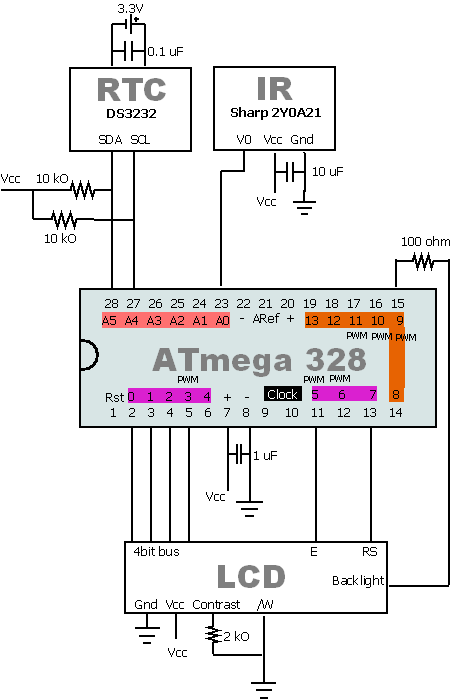 3.3V
+
0.1 uF
RTC
DS3232
SDA SCL
IR
Sharp 2Y0A21
V0 Vcc Gnd
Vcc
10 kO
10 kO
10 uF
Vcc
100 ohm
28 27 26 25 24 23 22 21 20 19 18 17 16 15
A5 A4 A3 A2 A1 A0 - ARef + 13 12 11 10 9
PWM PWM PWM
ATmega 328
PWM PWM PWM
Rst 0 1 2 3 4 + - Clock 5 6 7 8
1 2 3 4 5 6 7 8 9 10 11 12 13 14
1 uF
Vcc
4bit bus E RS
LCD
Backlight
Gnd Vcc Contrast /W
2 kO
Vcc